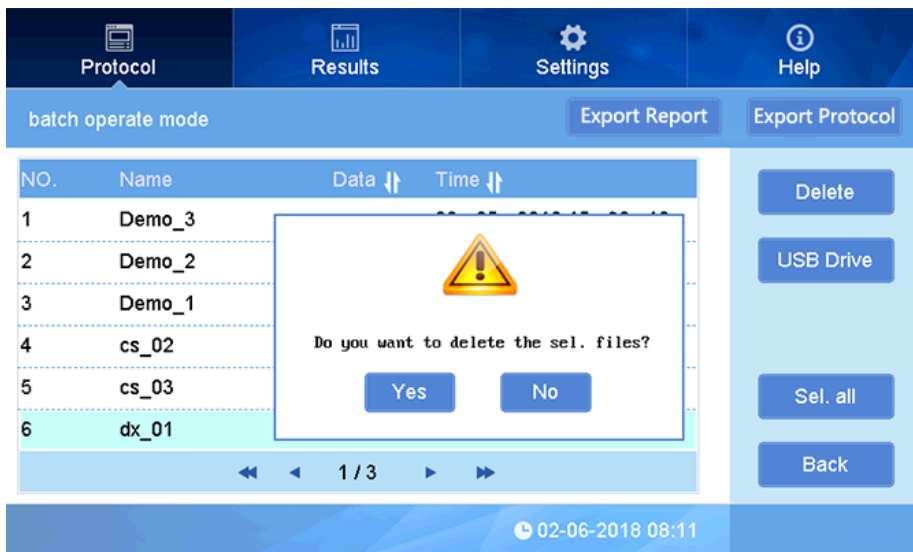 Protocol Results Settings Help
batch operate mode Export Report Export Protocol
NO. Name Data Time
Delete
1 Demo_3
2 Demo_2
USB Drive
3 Demo_1
4 cs_02
Do you want to delete the sel. files?
5 cs_03
Yes No
Sel. all
6 dx_01
1 / 3
Back
02-06-2018 08:11